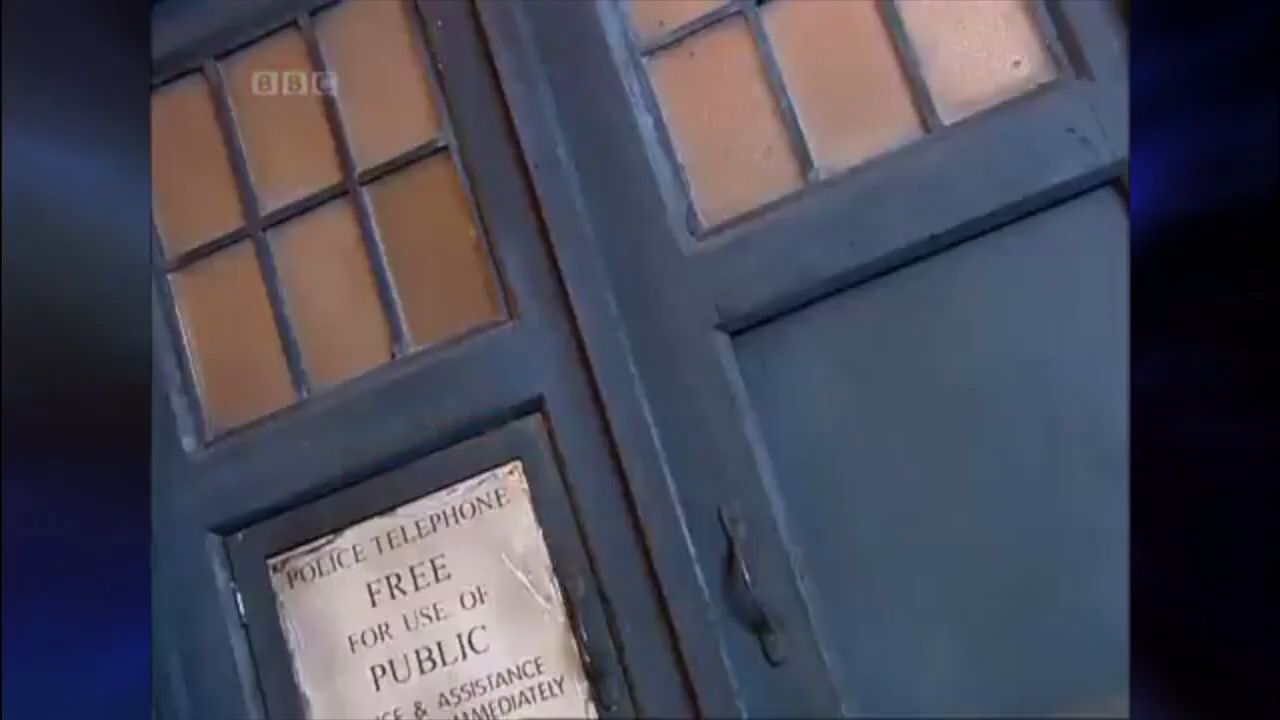 BBC
POLICE TELEPHONE
FREE
FOR USE OF
PUBLIC
& ASSISTANCE